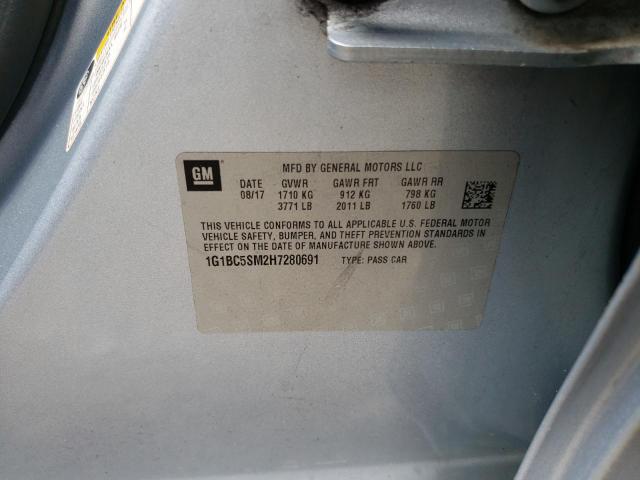 GM
MFD BY GENERAL MOTORS LLC
DATE GVWR GAWR FRT GAWR RR
08/17 1710 KG 912 KG 798 KG
3771 LB 2011 LB 1760 LB
THIS VEHICLE CONFORMS TO ALL APPLICABLE U.S. FEDERAL MOTOR
VEHICLE SAFETY, BUMPER, AND THEFT PREVENTION STANDARDS IN
EFFECT ON THE DATE OF MANUFACTURE SHOWN ABOVE.
1G1BC5SM2H7280691 TYPE: PASS CAR